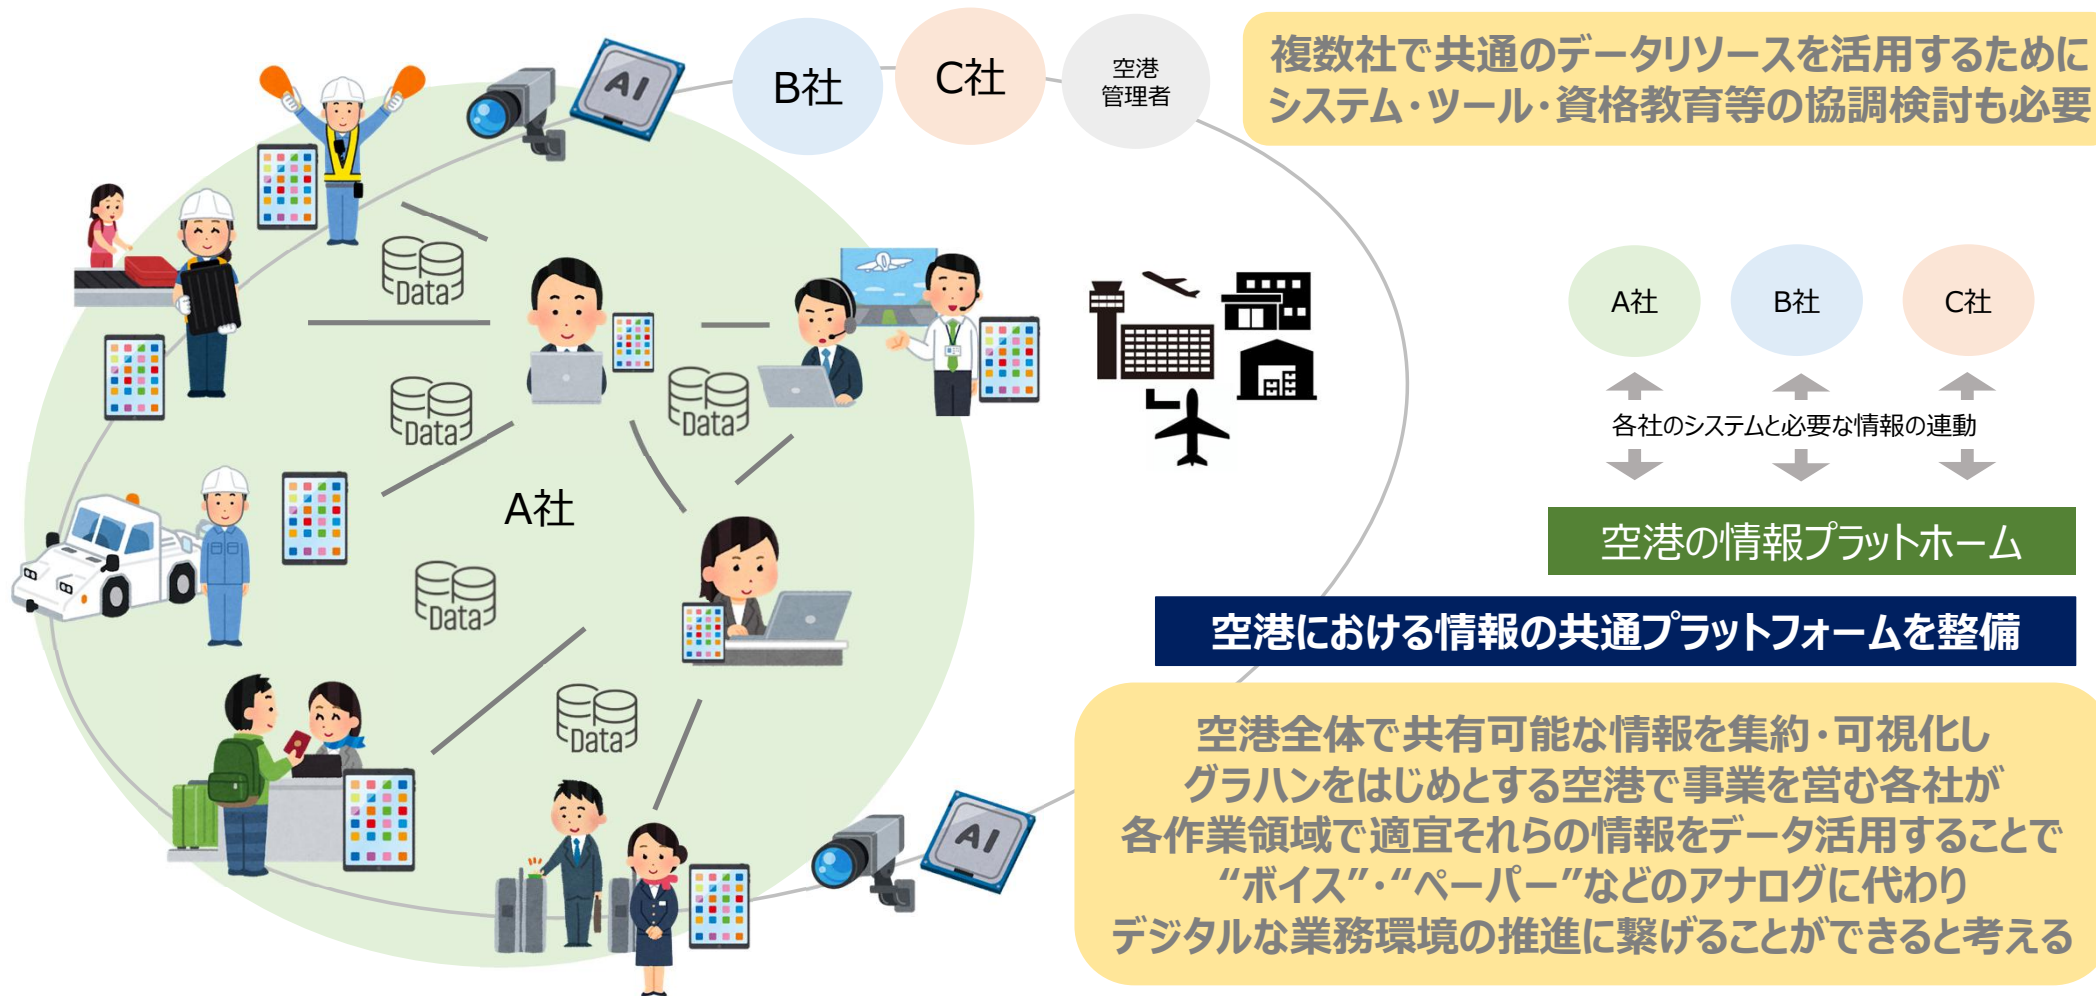 複数社で共通のデータリソースを活用するために
システム・ツール・資格教育等の協調検討も必要
B社
C社
空港
管理者
AI
Data
Data
Data
A社
Data
Data
AI
A社
B社
C社
各社のシステムと必要な情報の連動
空港の情報プラットホーム
空港における情報の共通プラットフォームを整備
空港全体で共有可能な情報を集約・可視化し
グラハンをはじめとする空港で事業を営む各社が
各作業領域で適宜それらの情報をデータ活用することで
“ボイス”・“ペーパー”などのアナログに代わり
デジタルな業務環境の推進に繋げることができると考える